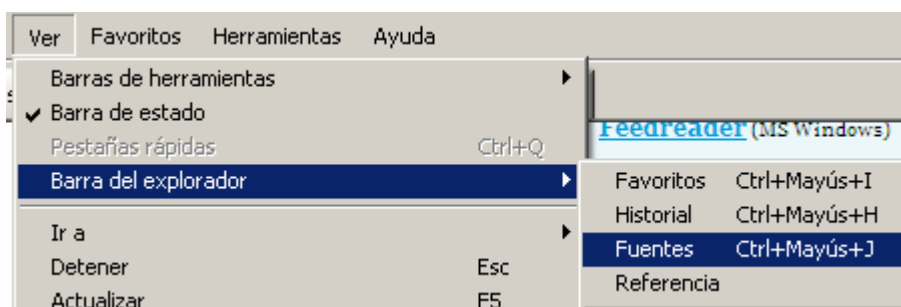 Ver Favoritos Herramientas Ayuda
Barras de herramientas
Barra de estado
Feedreader (MS Windows)
Pestañas rápidas Ctrl+Q
Barra del explorador
Favoritos Ctrl+Mayús+I
Historial Ctrl+Mayús+H
Ir a
Fuentes Ctrl+Mayús+J
Detener Esc
Referencia
Actualizar F5